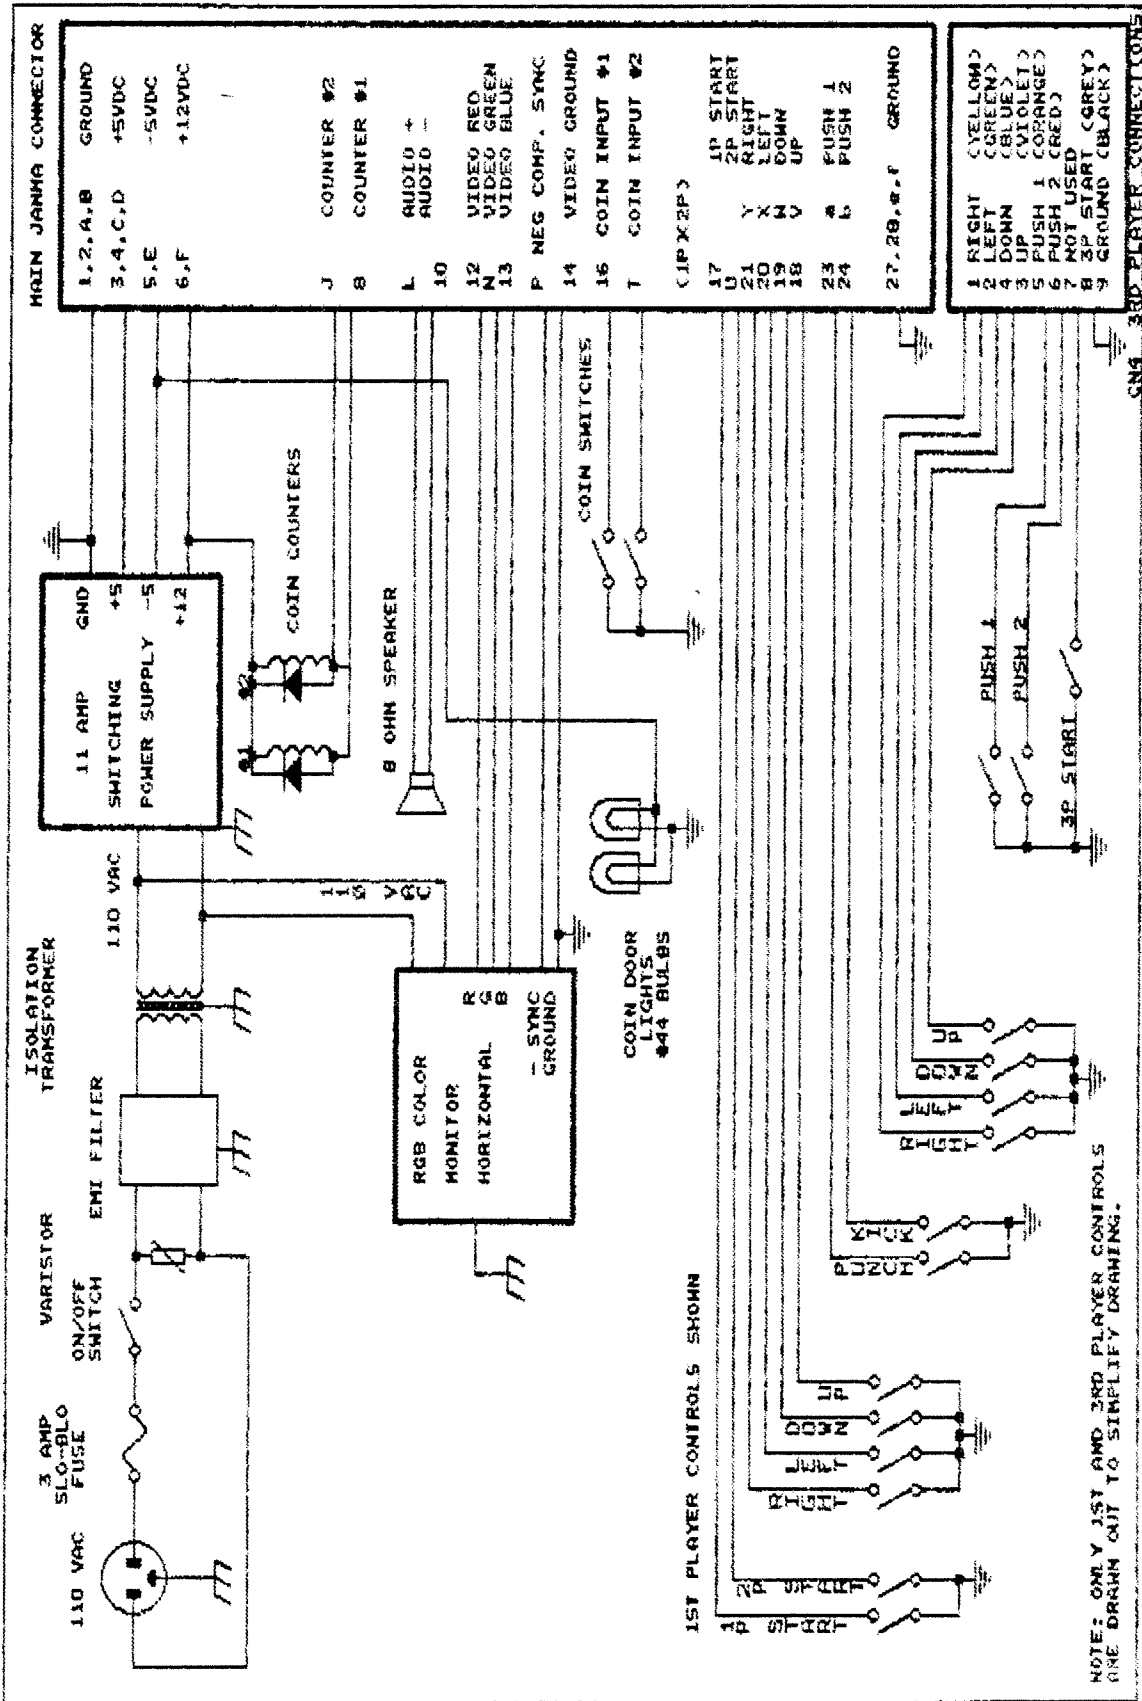 MAIN JAMMA CONNECTOR
1,2,A,B GROUND
3,4,C,D +5VDC
5,E -5VDC
6,F +12VDC
J COUNTER #2
8 COUNTER #1
L AUDIO +
10 AUDIO -
12 VIDEO RED
N VIDEO GREEN
13 VIDEO BLUE
P NEG COMP. SYNC
14 VIDEO GROUND
16 COIN INPUT #1
T COIN INPUT #2
(1P X2P)
17 1P START
U 2P START
21 Y RIGHT
20 X LEFT
19 W DOWN
18 V UP
23 a PUSH 1
24 b PUSH 2
27,28,e,f GROUND
1 RIGHT (YELLOW)
2 LEFT (GREEN)
4 DOWN (BLUE)
3 UP (VIOLET)
5 PUSH 1 (ORANGE)
6 PUSH 2 (RED)
7 NOT USED
8 3P START (GREY)
9 GROUND (BLACK)
CN4 3RD PLAYER CONNECTIONS
110 VAC
3 AMP
SLO-BLO
FUSE
ON/OFF
SWITCH
VARISTOR
EMI FILTER
ISOLATION
TRANSFORMER
110 VAC
11 AMP GND
SWITCHING +5
POWER SUPPLY -5
+12
#1
#2
COIN COUNTERS
8 OHM SPEAKER
110 VAC
RGB COLOR
MONITOR R
HORIZONTAL G
B
- SYNC
GROUND
COIN DOOR
LIGHTS
#44 BULBS
COIN SWITCHES
1ST PLAYER CONTROLS SHOWN
1P START
2P START
RIGHT
LEFT
DOWN
UP
PUNCH
KICK
RIGHT
LEFT
DOWN
UP
PUSH 1
PUSH 2
3P START
NOTE: ONLY 1ST AND 3RD PLAYER CONTROLS
ARE DRAWN OUT TO SIMPLIFY DRAWING.